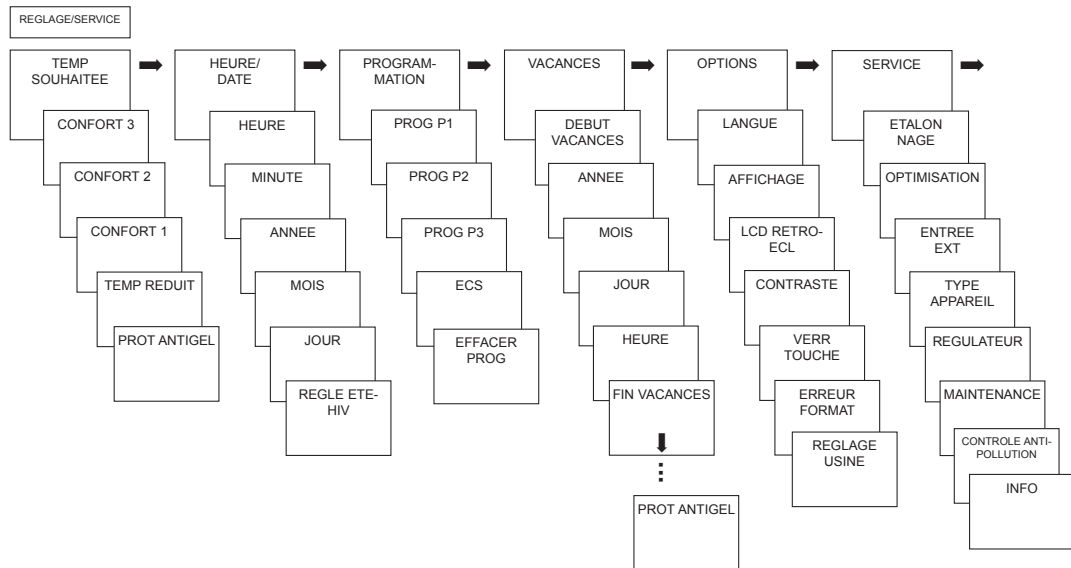 REGLAGE/SERVICE
TEMP
SOUHAITEE
CONFORT 3
CONFORT 2
CONFORT 1
TEMP REDUIT
PROT ANTIGEL
HEURE/
DATE
HEURE
MINUTE
ANNEE
MOIS
JOUR
REGLE ETE-
HIV
PROGRAM-
MATION
PROG P1
PROG P2
PROG P3
ECS
EFFACER
PROG
VACANCES
DEBUT
VACANCES
ANNEE
MOIS
JOUR
HEURE
FIN VACANCES
PROT ANTIGEL
OPTIONS
LANGUE
AFFICHAGE
LCD RETRO-
ECL
CONTRASTE
VERR
TOUCHE
ERREUR
FORMAT
REGLAGE
USINE
SERVICE
ETALON
NAGE
OPTIMISATION
ENTREE
EXT
TYPE
APPAREIL
REGULATEUR
MAINTENANCE
CONTROLE ANTI-
POLLUTION
INFO